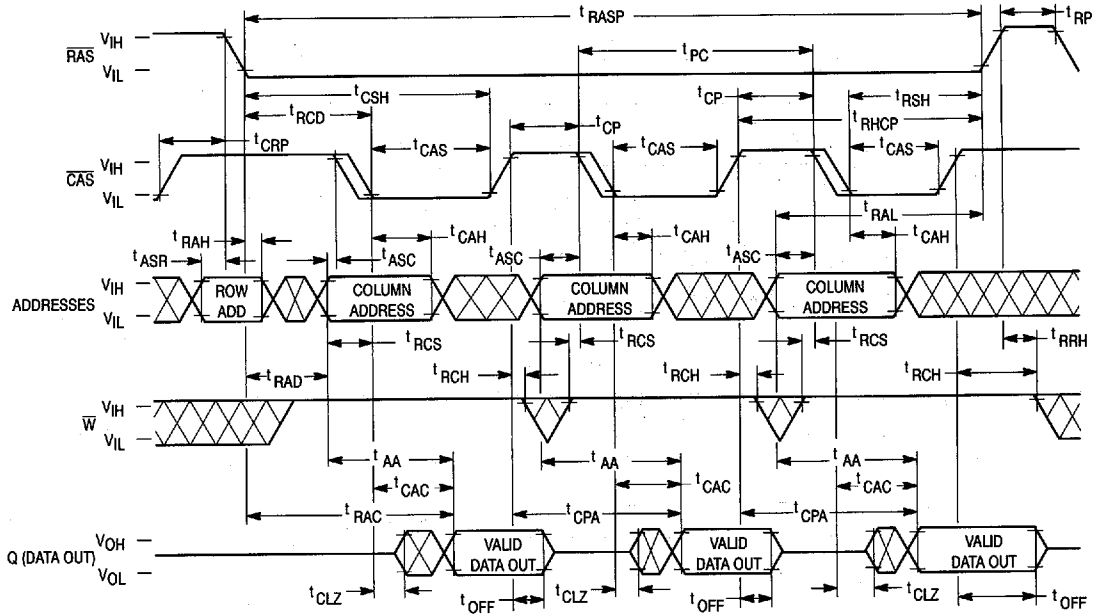 tRASP
tRP
RAS
VIH
VIL
tPC
tCSH
tCP
tRSH
tRCD
tRHCP
tCRP
tCP
tCAS
tCAS
tCAS
CAS
VIH
VIL
tRAL
tRAH
tCAH
tCAH
tCAH
tASR
tASC
tASC
tASC
ADDRESSES
VIH
VIL
ROW
ADD
COLUMN
ADDRESS
COLUMN
ADDRESS
COLUMN
ADDRESS
tRCS
tRCS
tRCS
tRRH
tRAD
tRCH
tRCH
tRCH
W
VIH
VIL
tAA
tAA
tAA
tCAC
tCAC
tCAC
tRAC
tCPA
tCPA
Q (DATA OUT)
VOH
VOL
VALID
DATA OUT
VALID
DATA OUT
VALID
DATA OUT
tCLZ
tOFF
tCLZ
tOFF
tCLZ
tOFF